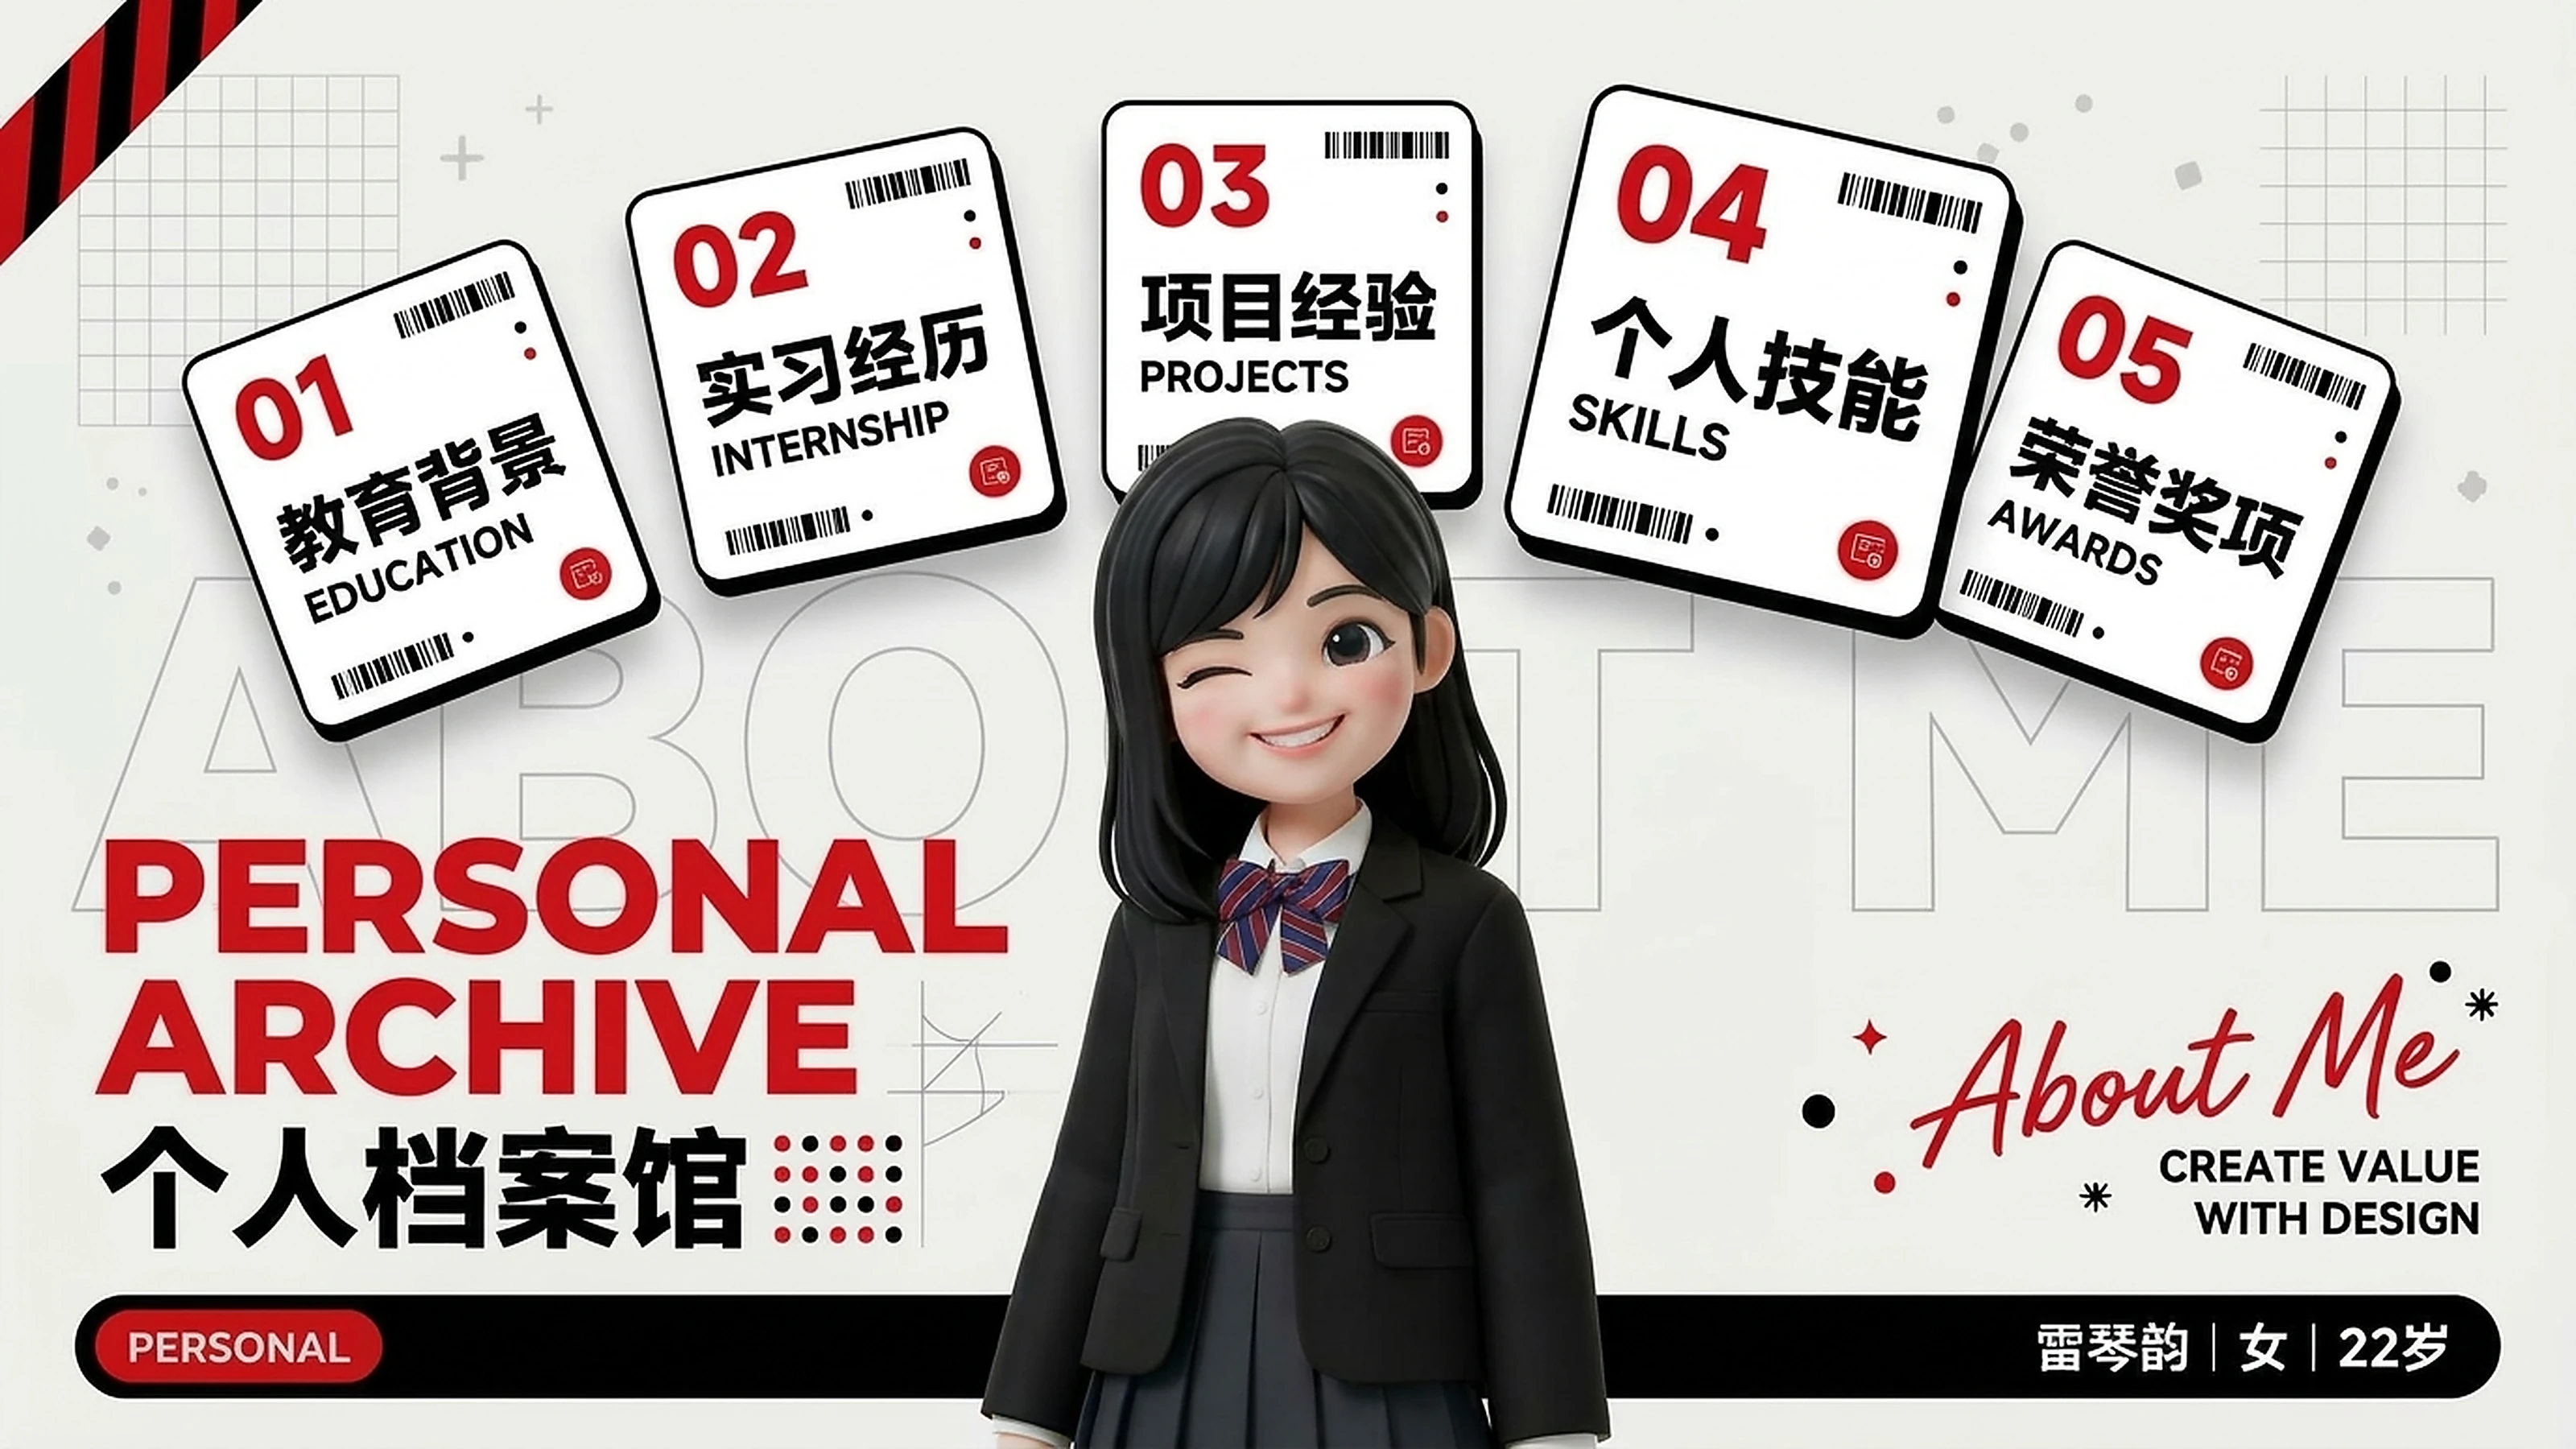 01
教育背景
EDUCATION
02
实习经历
INTERNSHIP
03
项目经验
PROJECTS
04
个人技能
SKILLS
05
荣誉奖项
AWARDS
ABOUT ME
PERSONAL
ARCHIVE
个人档案馆
About Me
CREATE VALUE
WITH DESIGN
PERSONAL
雷琴韵｜女｜22岁